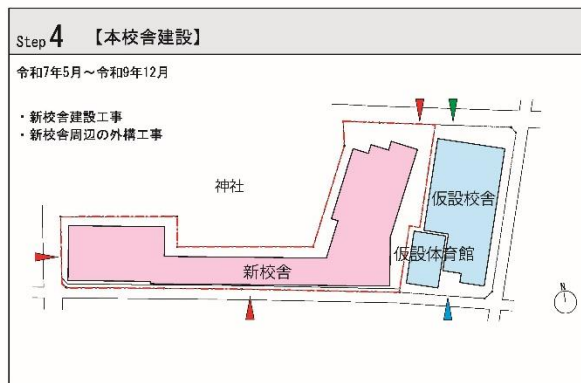 Step 4 【本校舎建設】
令和7年5月～令和9年12月
・新校舎建設工事
・新校舎周辺の外構工事
神社
仮設校舎
仮設体育館
新校舎
N